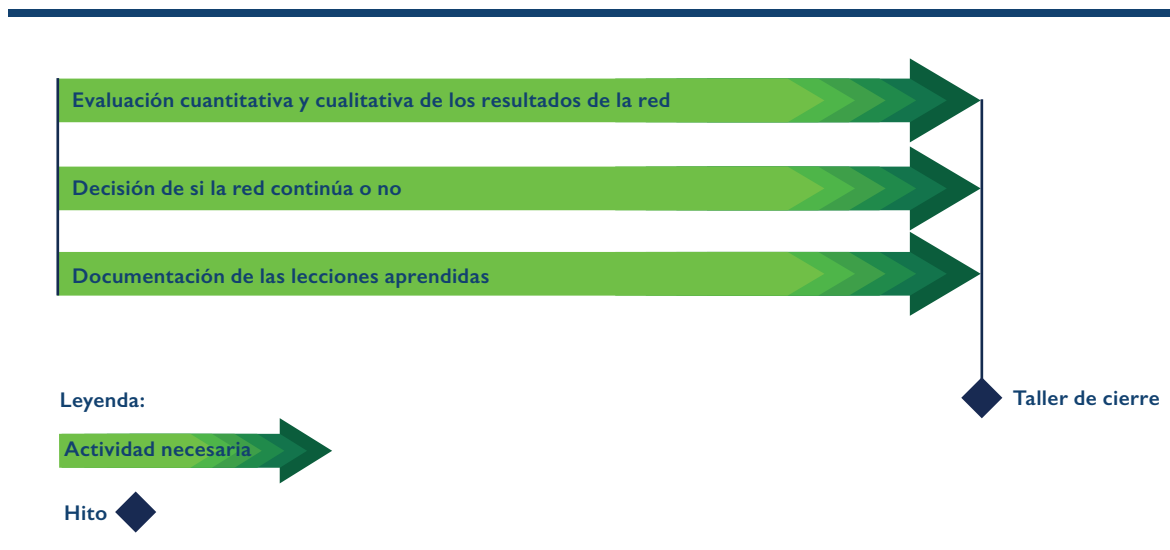 Evaluación cuantitativa y cualitativa de los resultados de la red
Decisión de si la red continúa o no
Documentación de las lecciones aprendidas
Leyenda:
Taller de cierre
Actividad necesaria
Hito